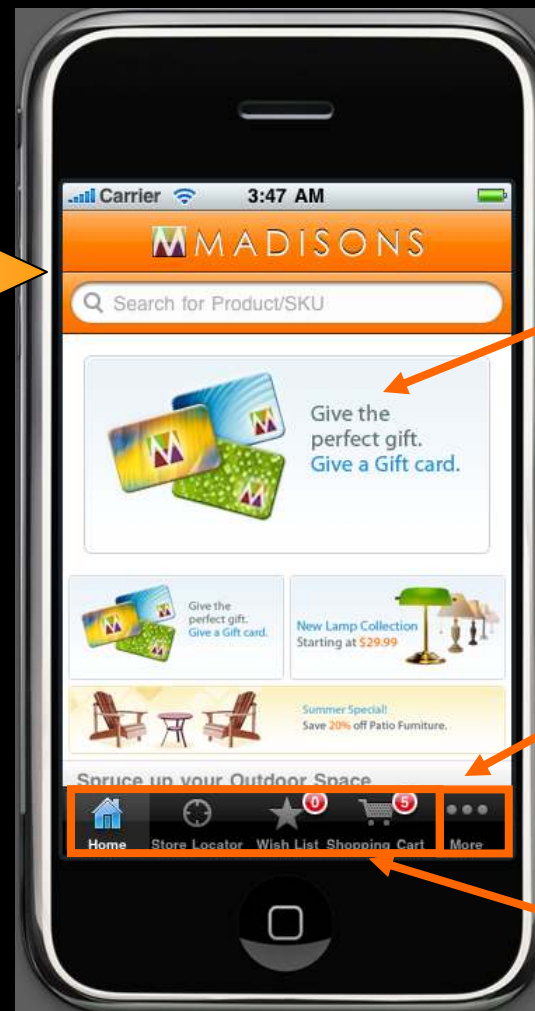 Carrier 3:47 AM
MADISONS
Search for Product/SKU
Give the
perfect gift.
Give a Gift card.
Give the
perfect gift.
Give a Gift card.
New Lamp Collection
Starting at $29.99
Summer Special!
Save 20% off Patio Furniture.
Spruce up your Outdoor Space
0 5
Home Store Locator Wish List Shopping Cart More